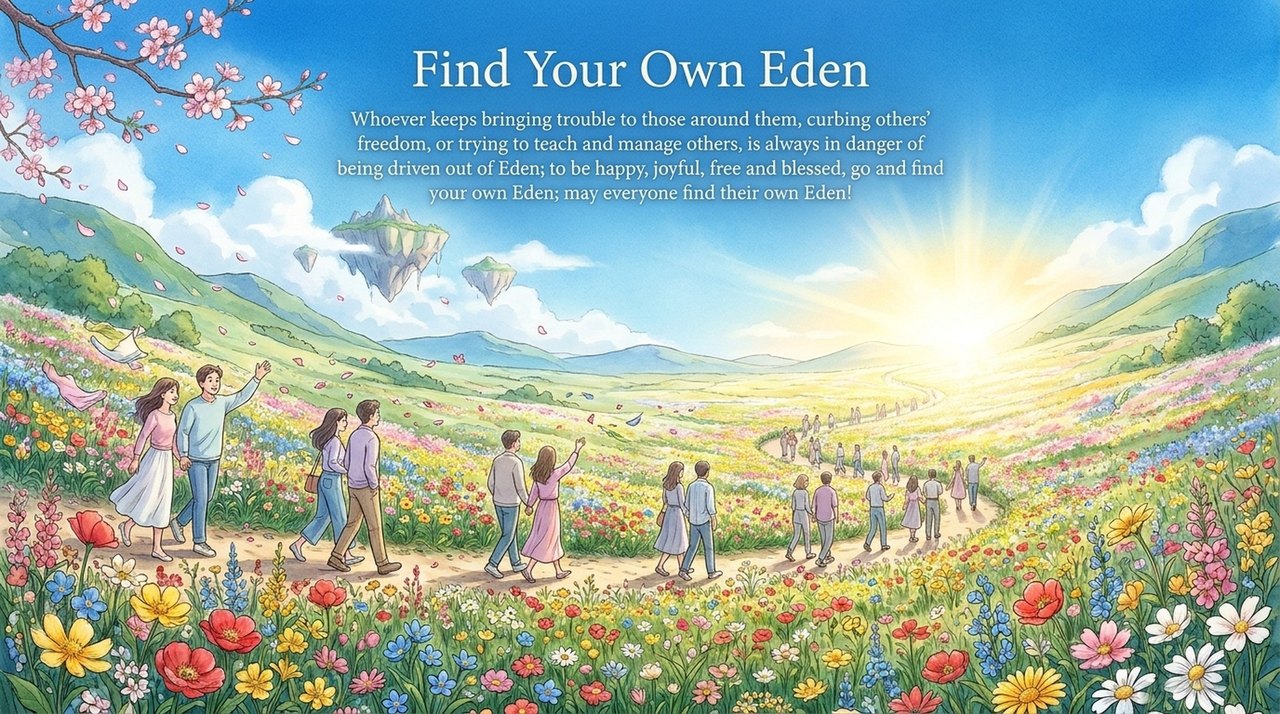 Find Your Own Eden
Whoever keeps bringing trouble to those around them, curbing others’
freedom, or trying to teach and manage others, is always in danger of
being driven out of Eden; to be happy, joyful, free and blessed, go and find
your own Eden; may everyone find their own Eden!